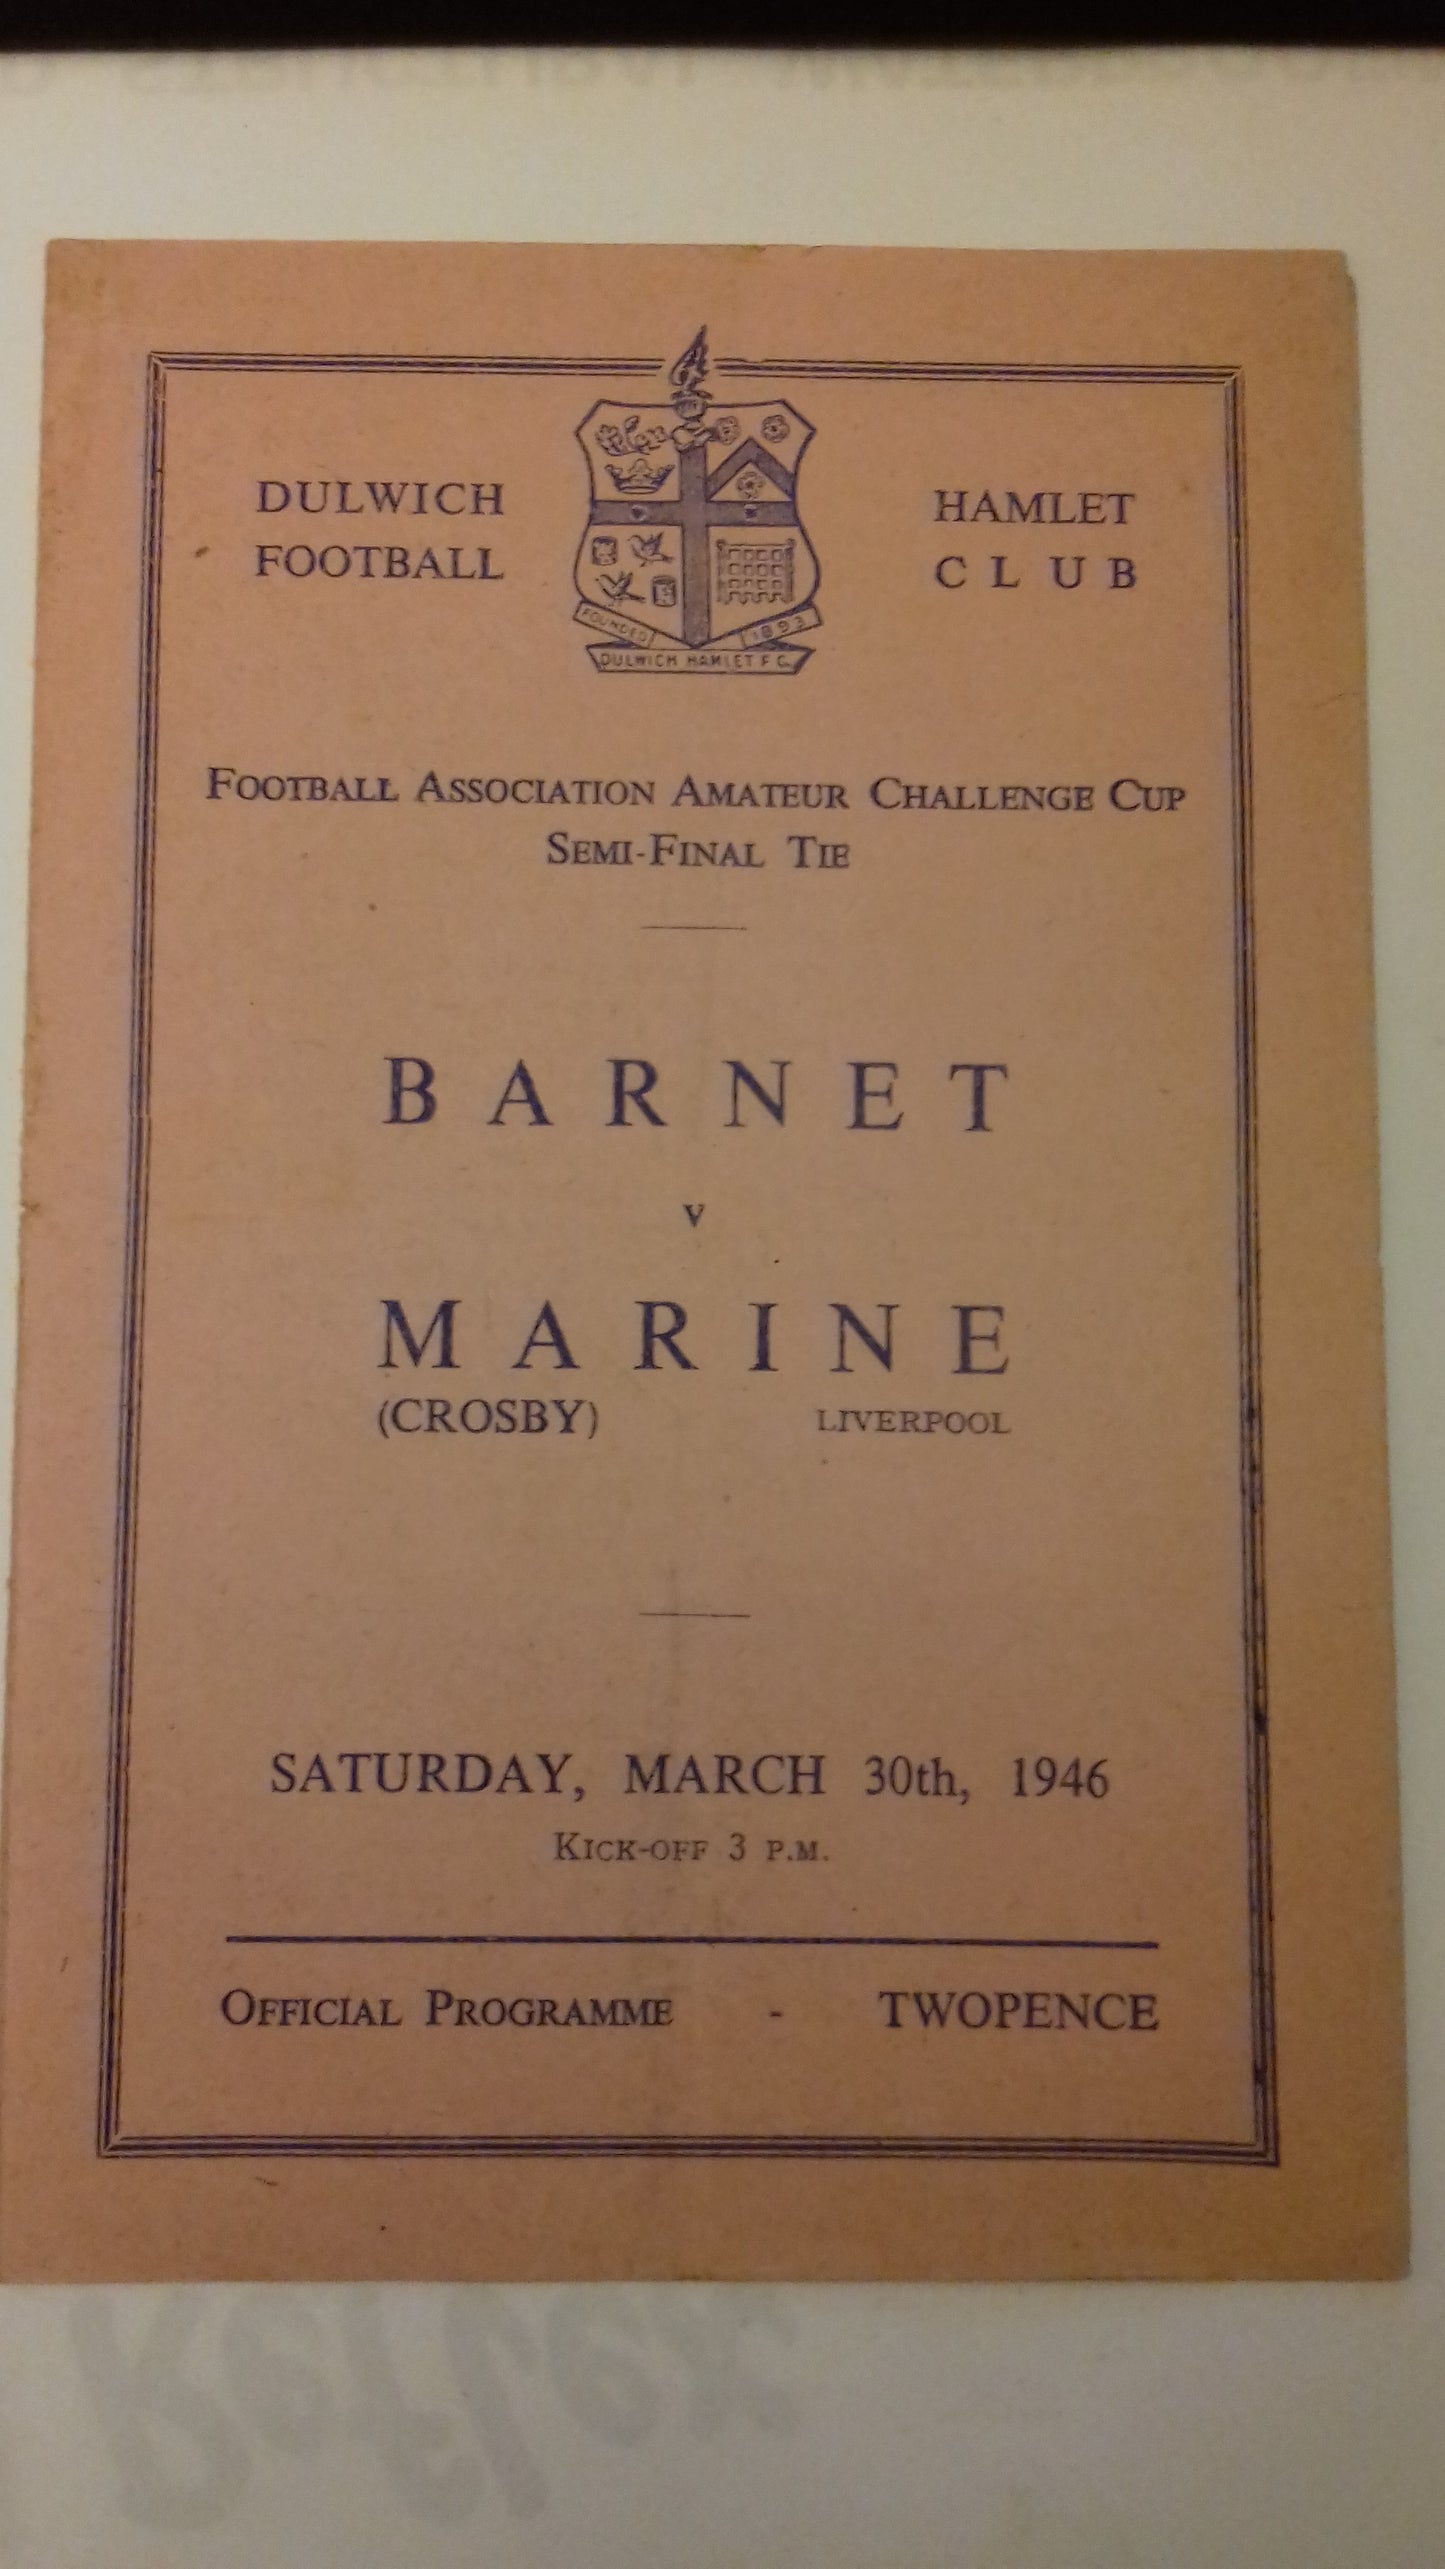 DULWICH HAMLET
FOOTBALL CLUB
FOUNDED 1893
DULWICH HAMLET F C.
FOOTBALL ASSOCIATION AMATEUR CHALLENGE CUP
SEMI-FINAL TIE
BARNET
v
MARINE
(CROSBY) LIVERPOOL
SATURDAY, MARCH 30th, 1946
KICK-OFF 3 P.M.
OFFICIAL PROGRAMME - TWOPENCE